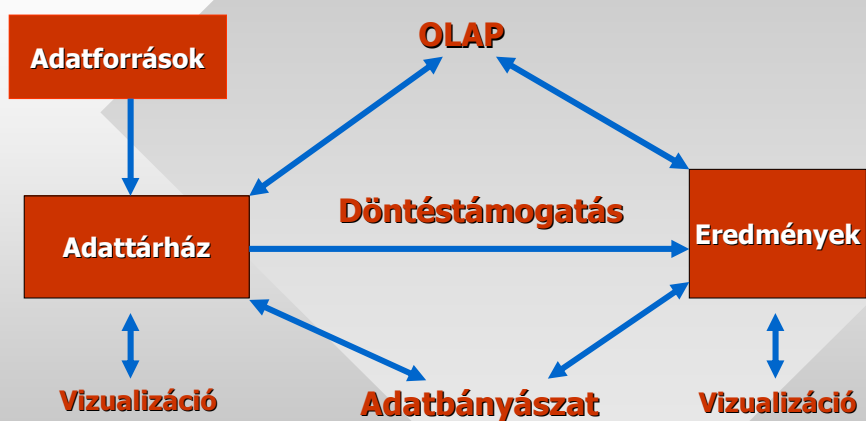 OLAP
Adatforrások
Döntéstámogatás
Adattárház
Eredmények
Vizualizáció
Adatbányászat
Vizualizáció